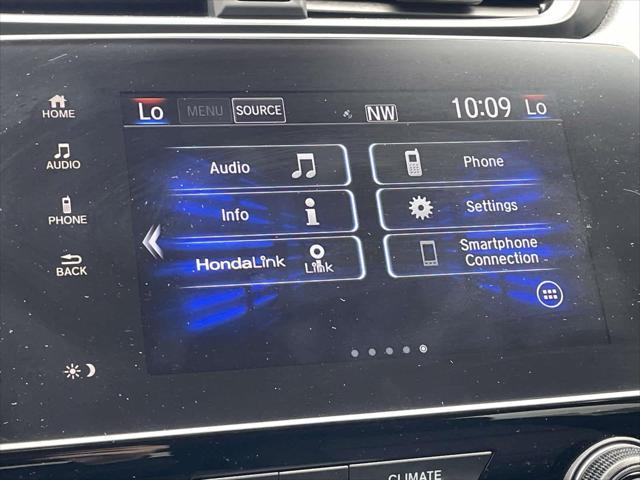 Lo MENU SOURCE NW 10:09 Lo
HOME
AUDIO
PHONE
BACK
Audio
Phone
Info
Settings
HondaLink
Link
Smartphone
Connection
CLIMATE